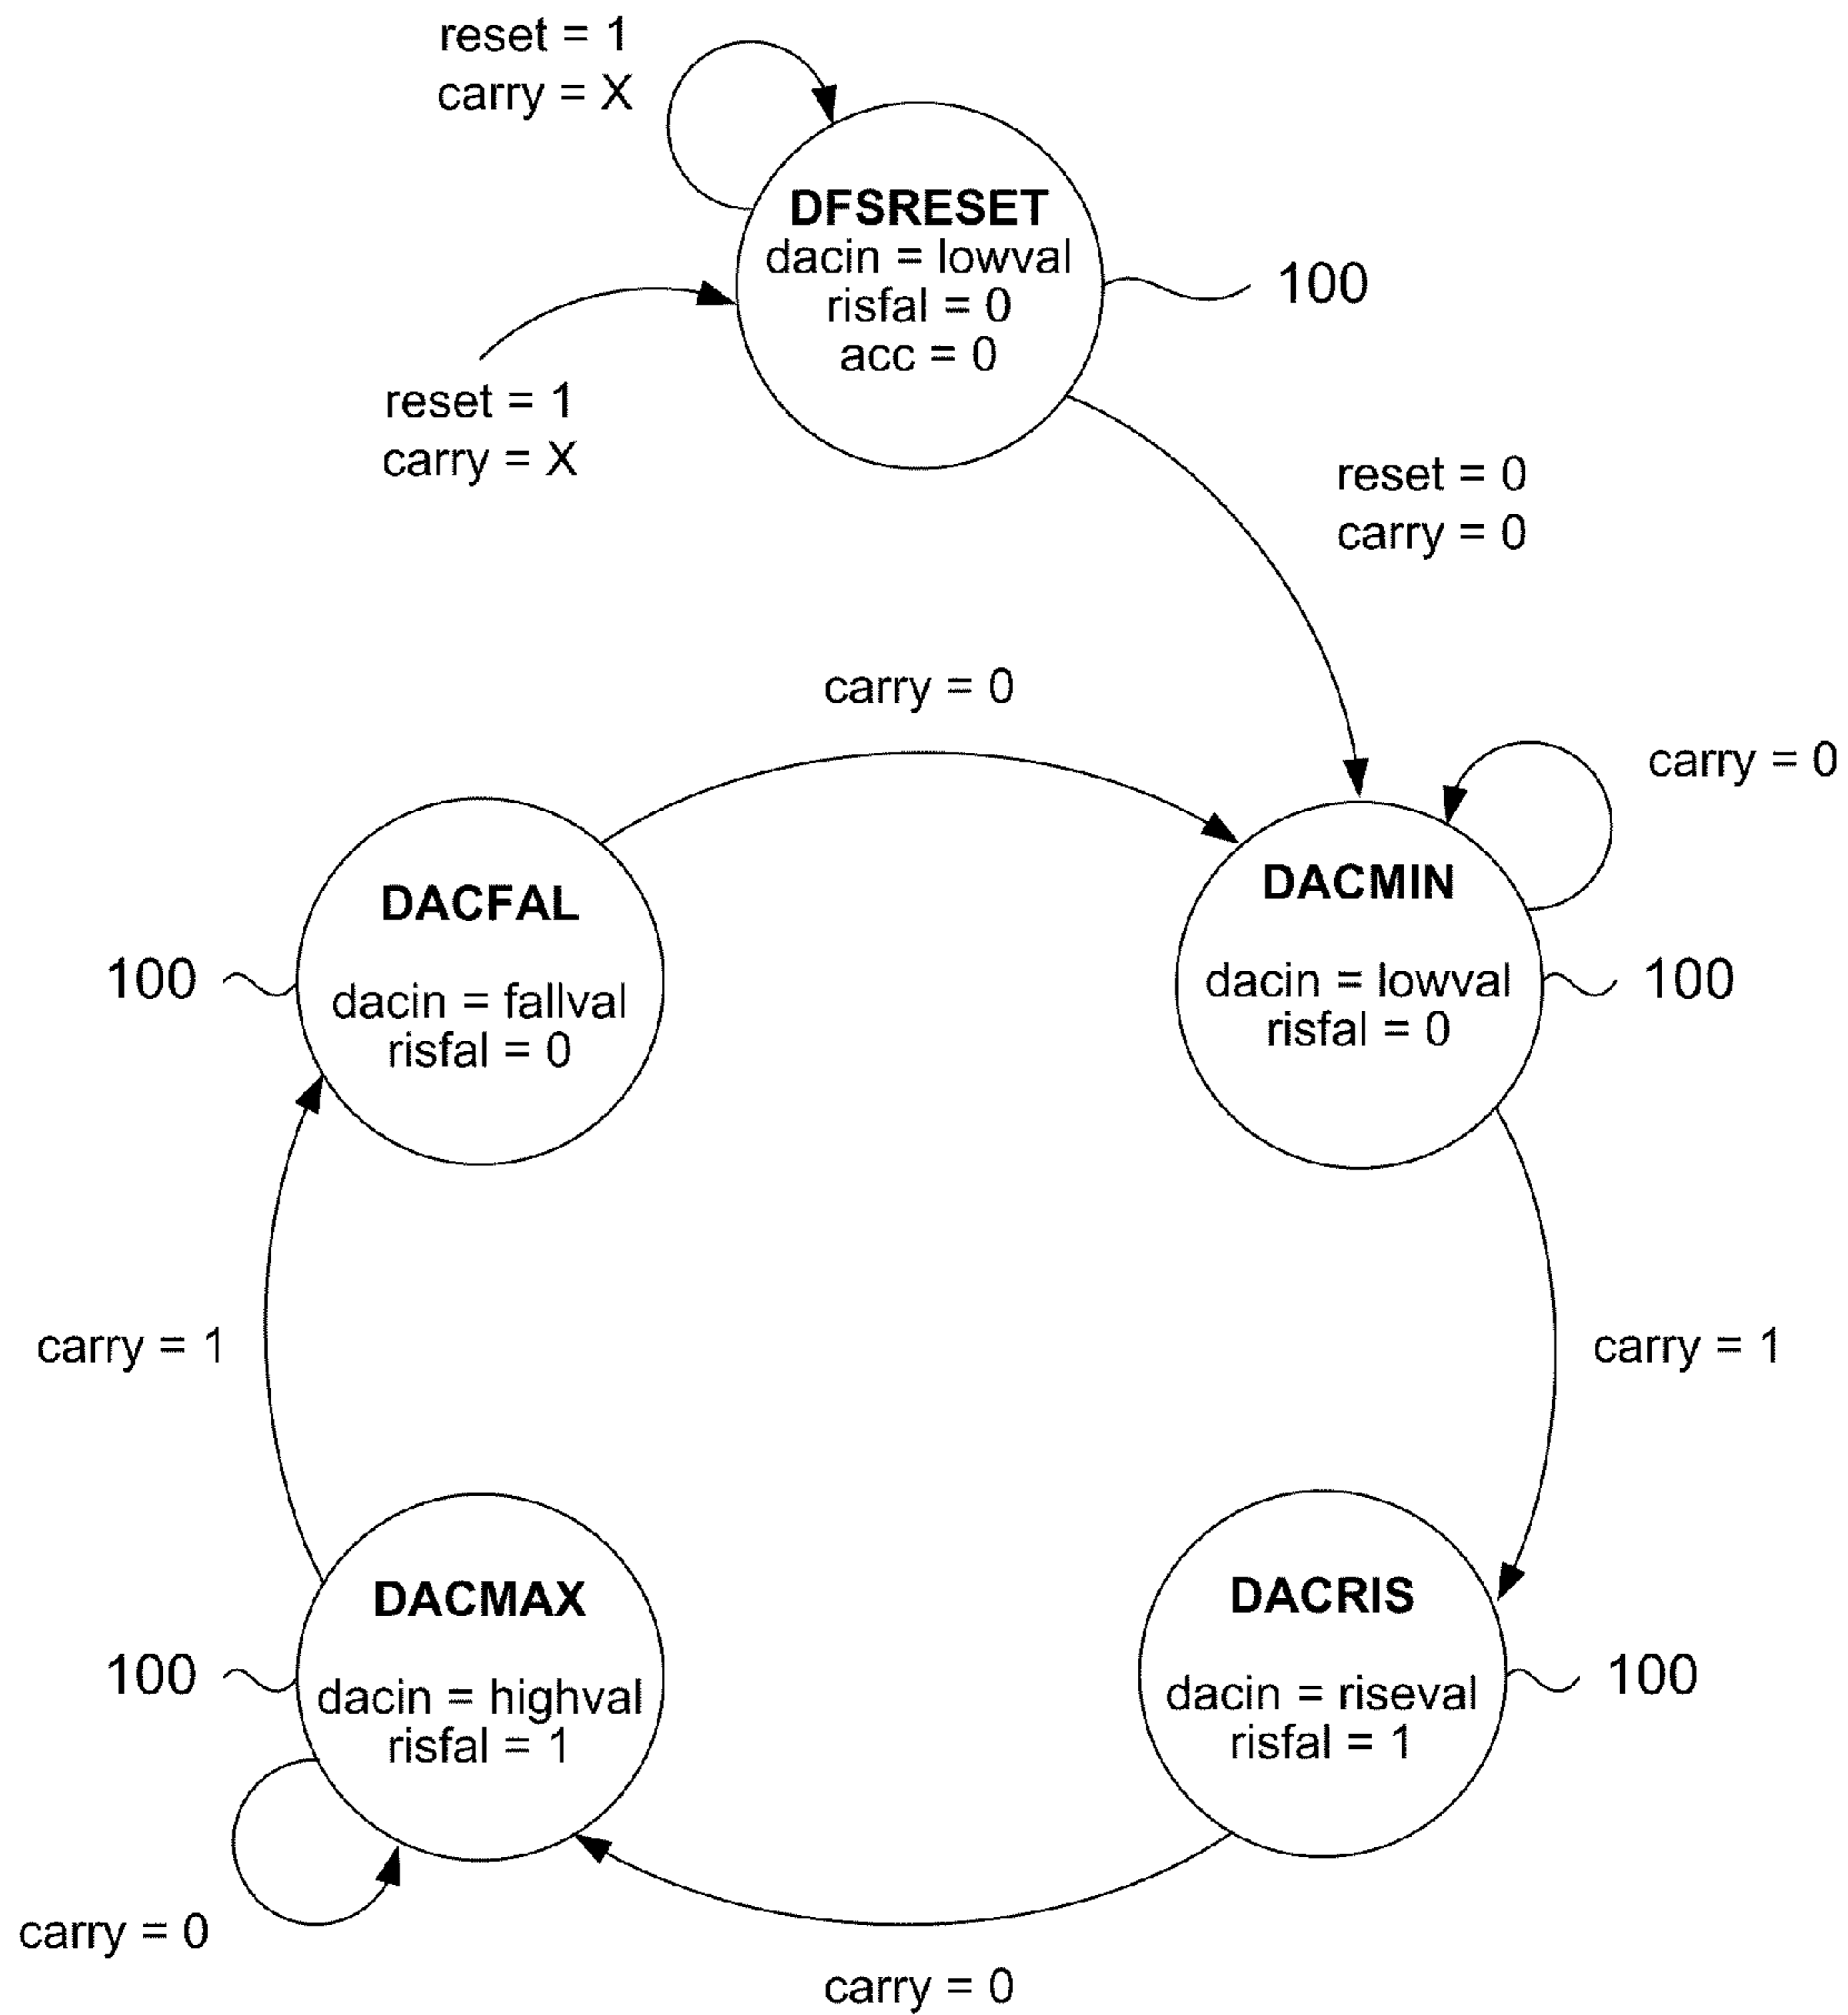 reset = 1
carry = X
DFSRESET
dacin = lowval
risfal = 0
acc = 0
100
reset = 1
carry = X
reset = 0
carry = 0
carry = 0
carry = 0
DACFAL
dacin = fallval
risfal = 0
100
DACMIN
dacin = lowval
risfal = 0
100
carry = 1
carry = 1
DACMAX
dacin = highval
risfal = 1
100
DACRIS
dacin = riseval
risfal = 1
100
carry = 0
carry = 0